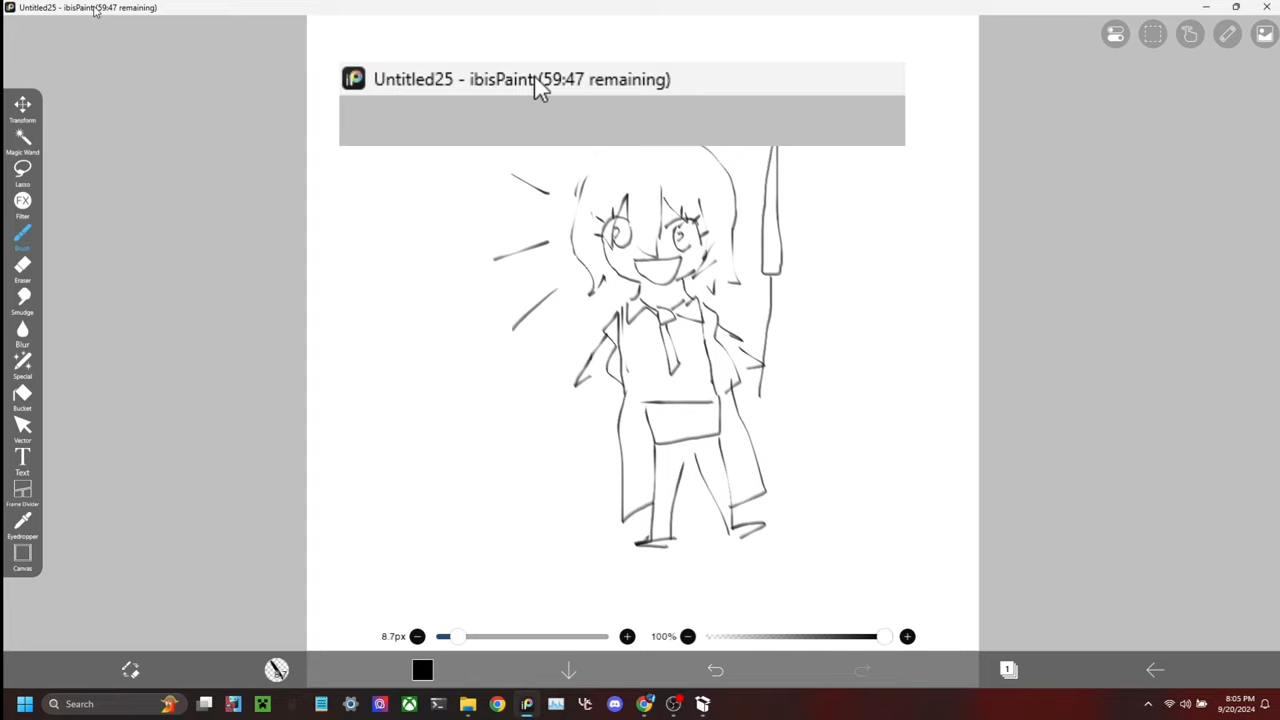 Untitled25 - ibisPaint (59:47 remaining)
Untitled25 - ibisPaint (59:47 remaining)
Transform
Magic Wand
Lasso
FX
Filter
Brush
Eraser
Smudge
Blur
Special
Bucket
Vector
T
Text
Frame Divider
Eyedropper
Canvas
8.7px
100%
1
Search
8:05 PM
9/20/2024